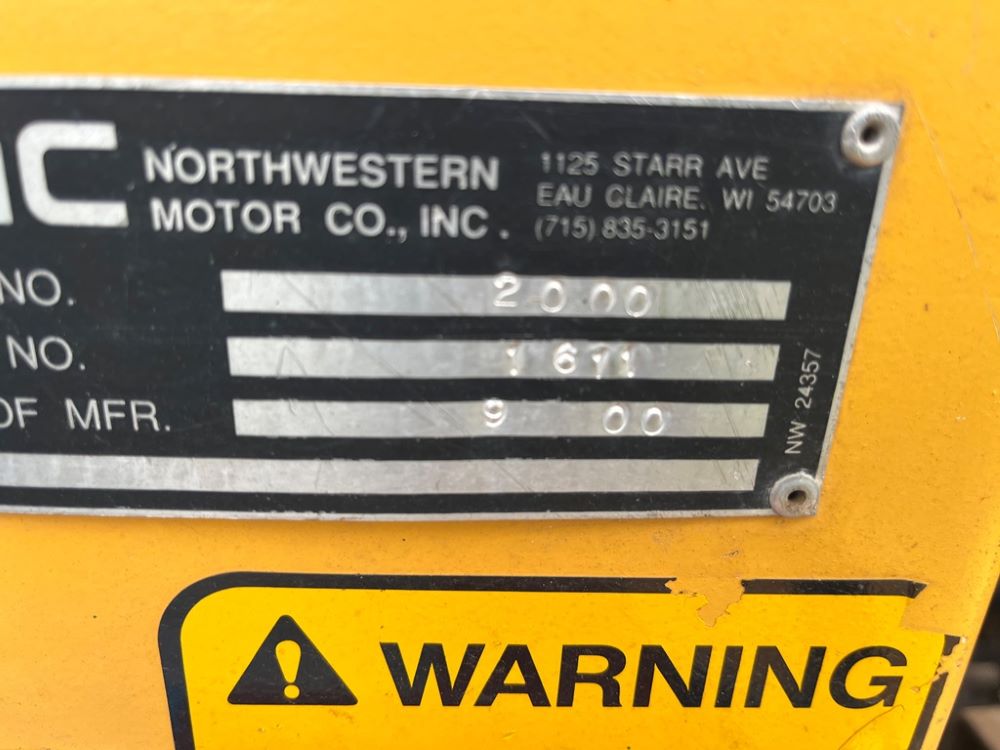 NORTHWESTERN
MOTOR CO., INC.
1125 STARR AVE
EAU CLAIRE, WI 54703
(715) 835-3151
NO. 2000
NO. 1611
OF MFR. 9 00
NW 24357
WARNING